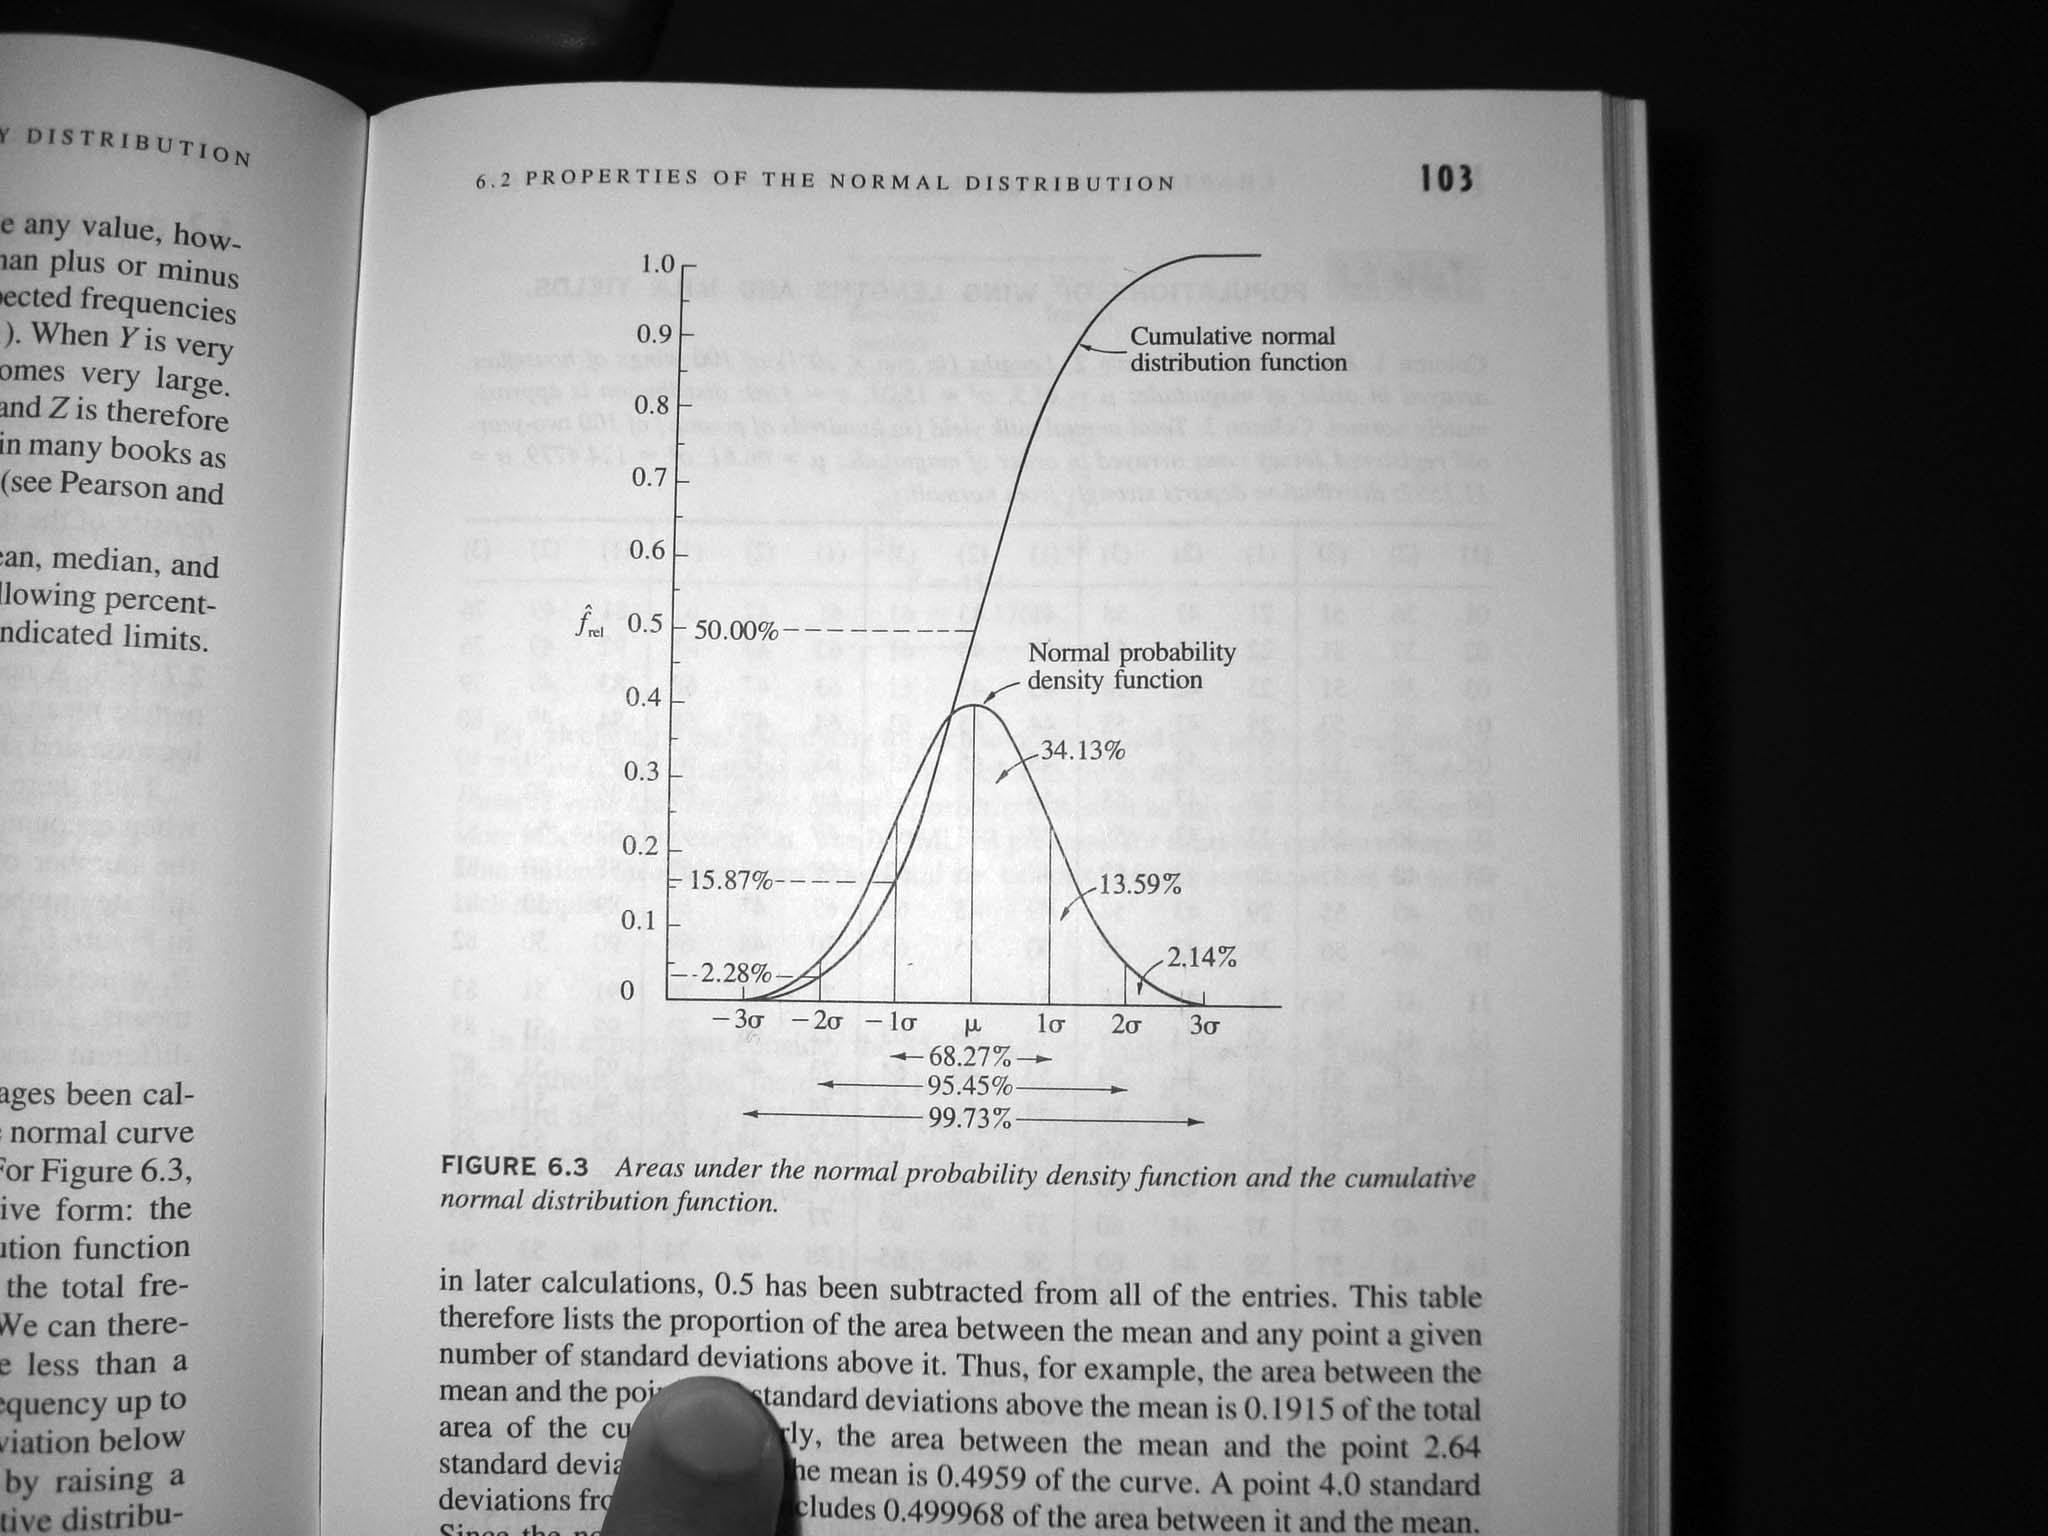 Y DISTRIBUTION
e any value, how-
han plus or minus
pected frequencies
). When Y is very
omes very large.
and Z is therefore
in many books as
(see Pearson and
ean, median, and
llowing percent-
ndicated limits.
ages been cal-
normal curve
For Figure 6.3,
ive form: the
ution function
the total fre-
We can there-
e less than a
equency up to
viation below
by raising a
tive distribu-
6.2 PROPERTIES OF THE NORMAL DISTRIBUTION 103
1.0
0.9
Cumulative normal
distribution function
0.8
0.7
0.6
f̂rel 0.5 50.00%
Normal probability
density function
0.4
34.13%
0.3
0.2
15.87%
13.59%
0.1
2.14%
2.28%
0
−3σ −2σ −1σ μ 1σ 2σ 3σ
68.27%
95.45%
99.73%
FIGURE 6.3 Areas under the normal probability density function and the cumulative
normal distribution function.
in later calculations, 0.5 has been subtracted from all of the entries. This table
therefore lists the proportion of the area between the mean and any point a given
number of standard deviations above it. Thus, for example, the area between the
mean and the standard deviations above the mean is 0.1915 of the total
area of the the area between the mean and the point 2.64
standard the mean is 0.4959 of the curve. A point 4.0 standard
deviations 0.499968 of the area between it and the mean.
Since the